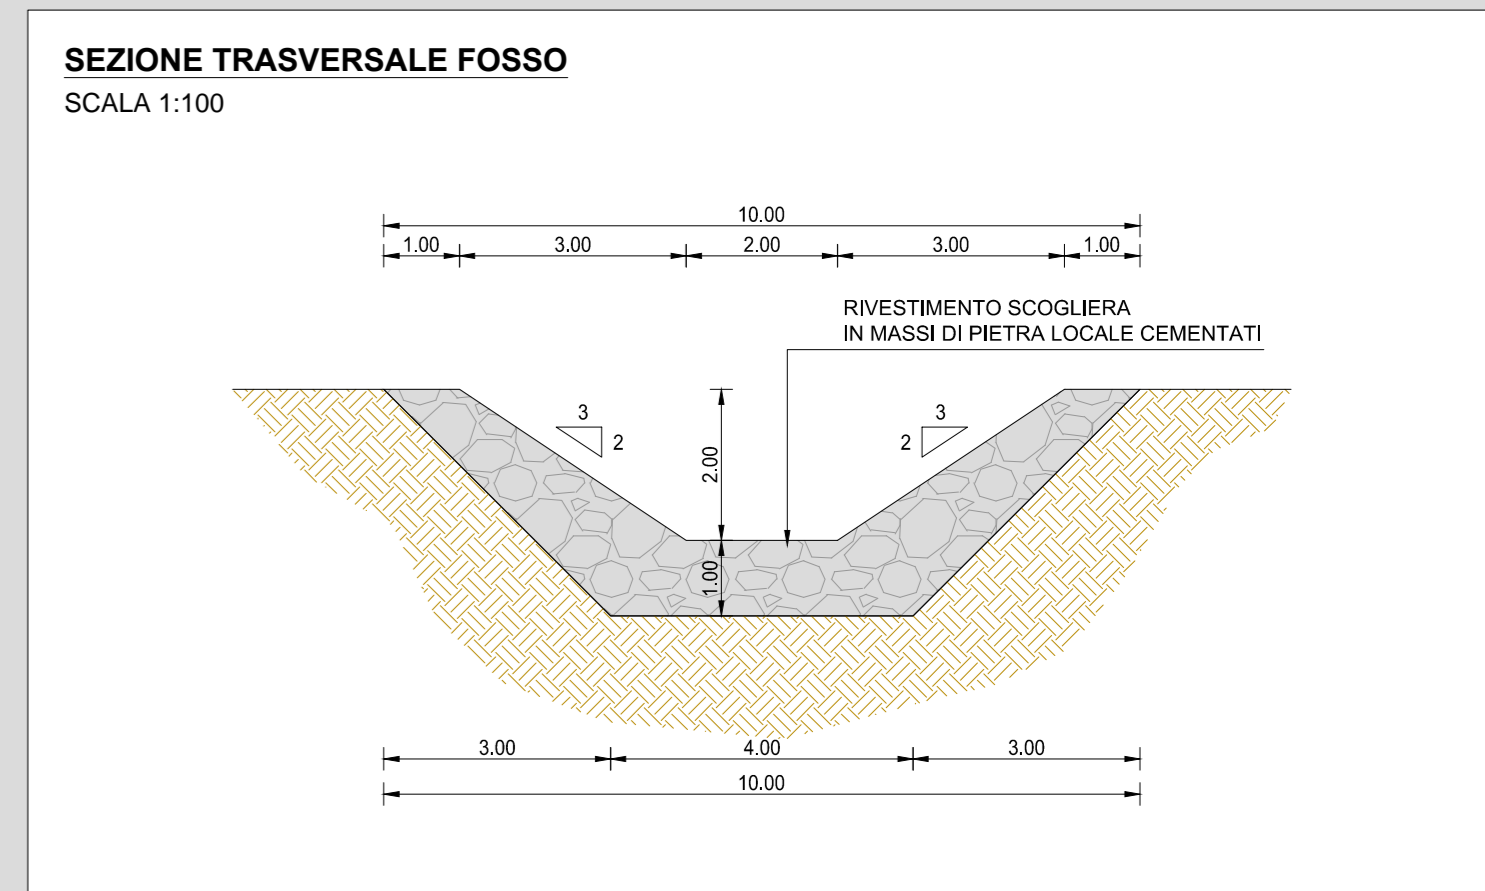 SEZIONE TRASVERSALE FOSSO
SCALA 1:100
10.00
1.00 3.00 2.00 3.00 1.00
RIVESTIMENTO SCOGLIERA
IN MASSI DI PIETRA LOCALE CEMENTATI
3 3
2 2
2.00
1.00
3.00 4.00 3.00
10.00